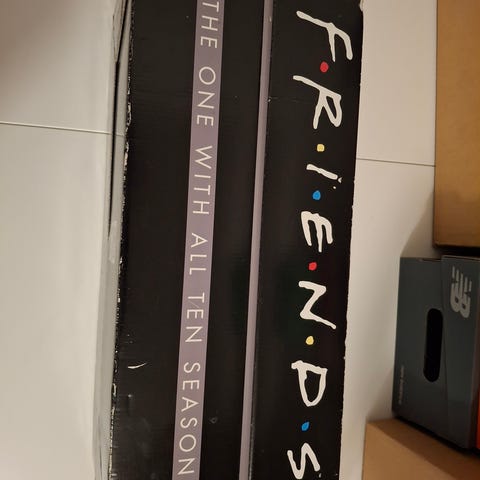 F·R·I·E·N·D·S
THE ONE WITH ALL TEN SEASON